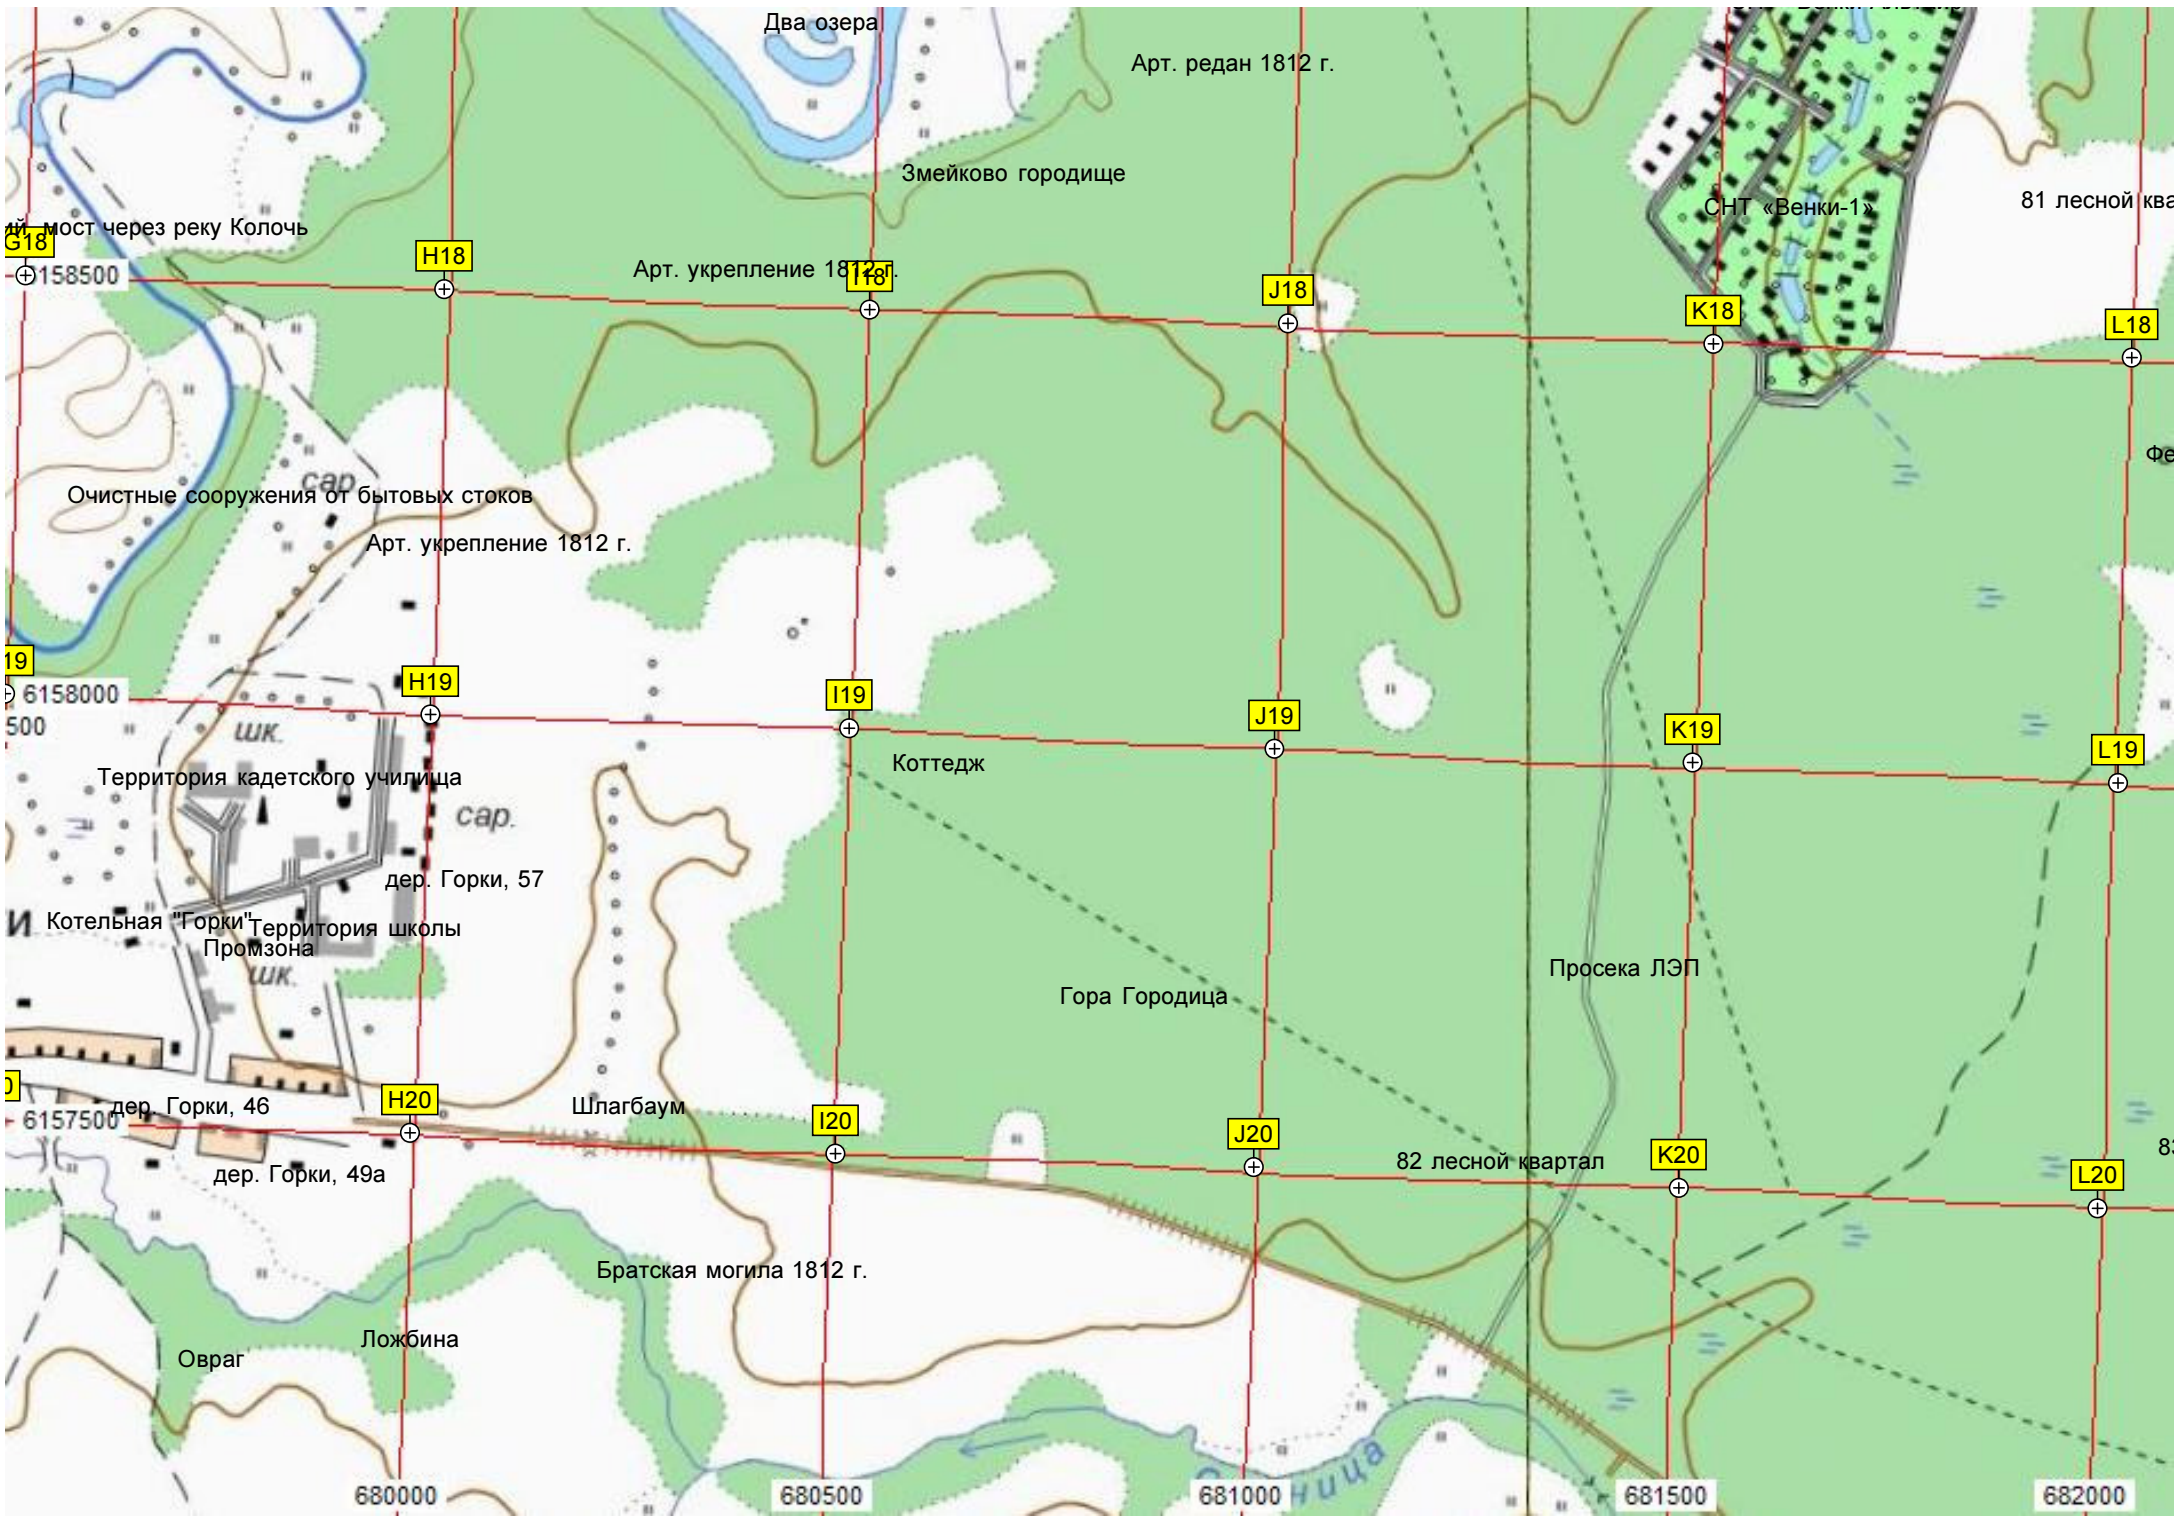 Два озера
Арт. редан 1812 г.
Змейково городище
81 лесной ква
СНТ «Венки-1»
мост через реку Колочь
G18
158500
H18
Арт. укрепление 1812 г.
I18
J18
K18
L18
сар.
Фе
Очистные сооружения от бытовых стоков
Арт. укрепление 1812 г.
19
6158000
500
H19
I19
J19
K19
L19
шк.
Коттедж
Территория кадетского училища
сар.
дер. Горки, 57
и
Котельная "Горки"
Территория школы
Промзона
шк.
Просека ЛЭП
Гора Городица
дер. Горки, 46
H20
Шлагбаум
6157500
I20
J20
82 лесной квартал
K20
L20
дер. Горки, 49а
Братская могила 1812 г.
Ложбина
Овраг
ница
680000
680500
681000
681500
682000